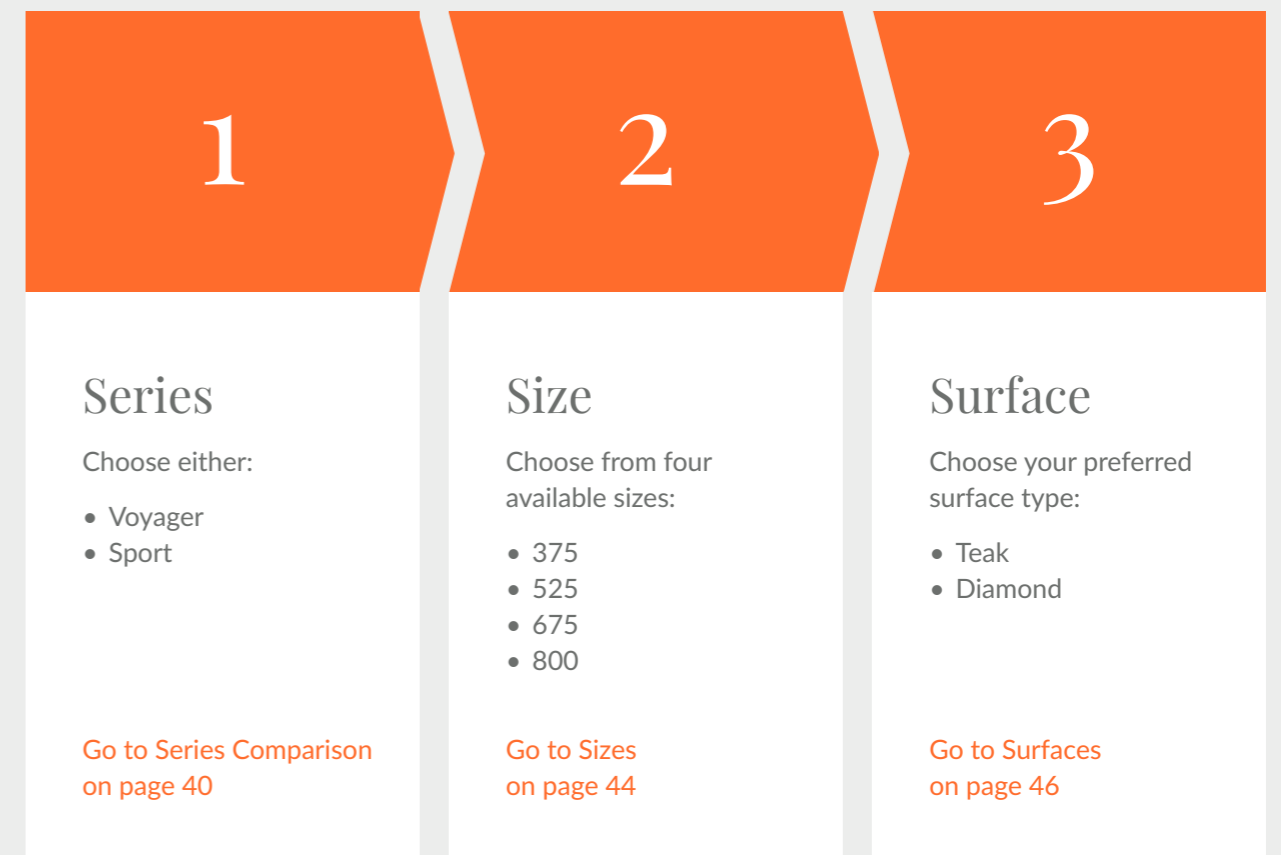 1
Series
Choose either:
• Voyager
• Sport
Go to Series Comparison
on page 40
2
Size
Choose from four
available sizes:
• 375
• 525
• 675
• 800
Go to Sizes
on page 44
3
Surface
Choose your preferred
surface type:
• Teak
• Diamond
Go to Surfaces
on page 46